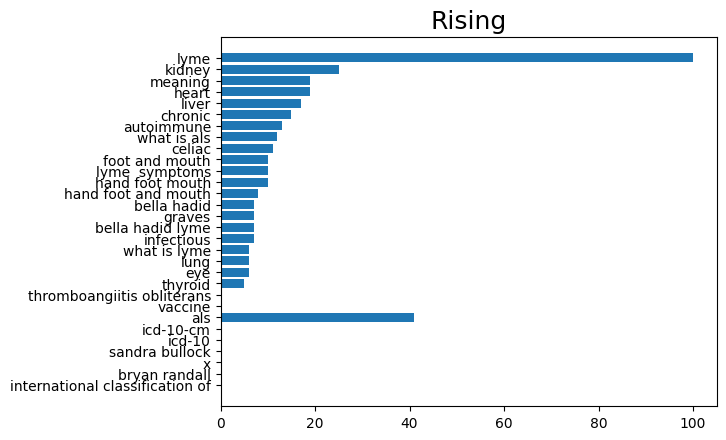 Rising
lyme
kidney
meaning
heart
liver
chronic
autoimmune
what is als
celiac
foot and mouth
lyme  symptoms
hand foot mouth
hand foot and mouth
bella hadid
graves
bella hadid lyme
infectious
what is lyme
lung
eye
thyroid
thromboangiitis obliterans
vaccine
als
icd-10-cm
icd-10
sandra bullock
x
bryan randall
international classification of
0 20 40 60 80 100